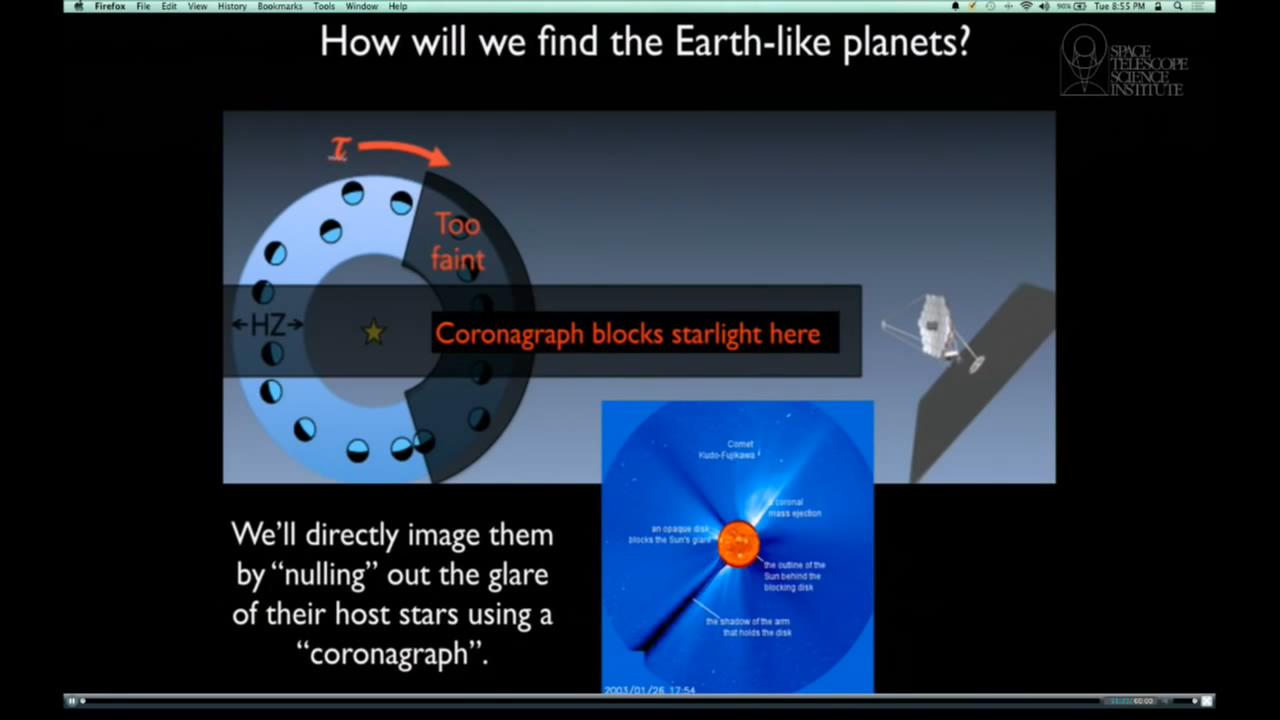 Firefox File Edit View History Bookmarks Tools Window Help
90% Tue 8:55 PM
How will we find the Earth-like planets?
SPACE
TELESCOPE
SCIENCE
INSTITUTE
τ
Too
faint
HZ
Coronagraph blocks starlight here
Comet
Kudo-Fujikawa
a coronal
mass ejection
an opaque disk
blocks the Sun's glare
the outline of the
Sun behind the
blocking disk
the shadow of the arm
that holds the disk
2003/01/26 17:54
We'll directly image them
by "nulling" out the glare
of their host stars using a
"coronagraph".
60:00